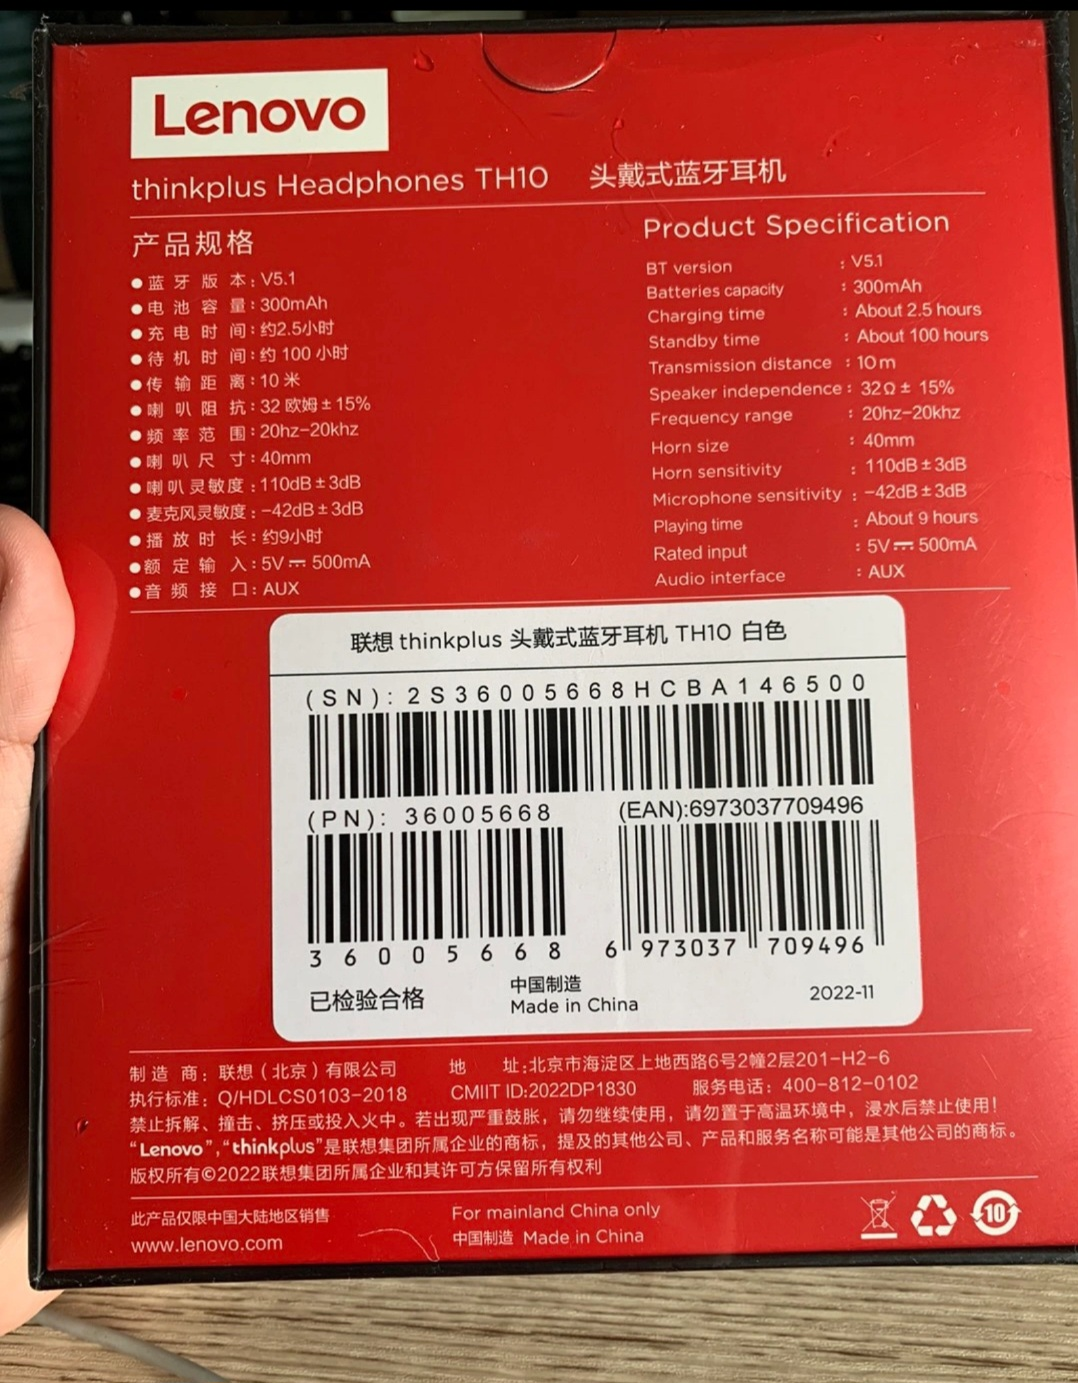 Lenovo
thinkplus Headphones TH10 头戴式蓝牙耳机
产品规格
●蓝牙版本：V5.1
●电池容量：300mAh
●充电时间：约2.5小时
●待机时间：约 100 小时
●传输距离：10 米
●喇叭阻抗：32 欧姆±15%
●频率范围：20hz-20khz
●喇叭尺寸：40mm
●喇叭灵敏度：110dB±3dB
●麦克风灵敏度：-42dB±3dB
●播放时长：约9小时
●额定输入：5V⎓500mA
●音频接口：AUX
Product Specification
BT version : V5.1
Batteries capacity : 300mAh
Charging time : About 2.5 hours
Standby time : About 100 hours
Transmission distance : 10m
Speaker independence : 32Ω± 15%
Frequency range : 20hz-20khz
Horn size : 40mm
Horn sensitivity : 110dB±3dB
Microphone sensitivity : -42dB±3dB
Playing time : About 9 hours
Rated input : 5V⎓500mA
Audio interface : AUX
联想 thinkplus 头戴式蓝牙耳机 TH10 白色
(SN): 2S36005668HCBA146500
(PN): 36005668
(EAN):6973037709496
36005668
6 973037 709496
已检验合格
中国制造
Made in China
2022-11
制造商：联想（北京）有限公司 地 址：北京市海淀区上地西路6号2幢2层201-H2-6
执行标准：Q/HDLCS0103-2018 CMIIT ID:2022DP1830 服务电话：400-812-0102
禁止拆解、撞击、挤压或投入火中。若出现严重鼓胀，请勿继续使用，请勿置于高温环境中，浸水后禁止使用！
“Lenovo”,“thinkplus”是联想集团所属企业的商标，提及的其他公司、产品和服务名称可能是其他公司的商标。
版权所有©2022联想集团所属企业和其许可方保留所有权利
此产品仅限中国大陆地区销售 For mainland China only
www.lenovo.com 中国制造 Made in China
10